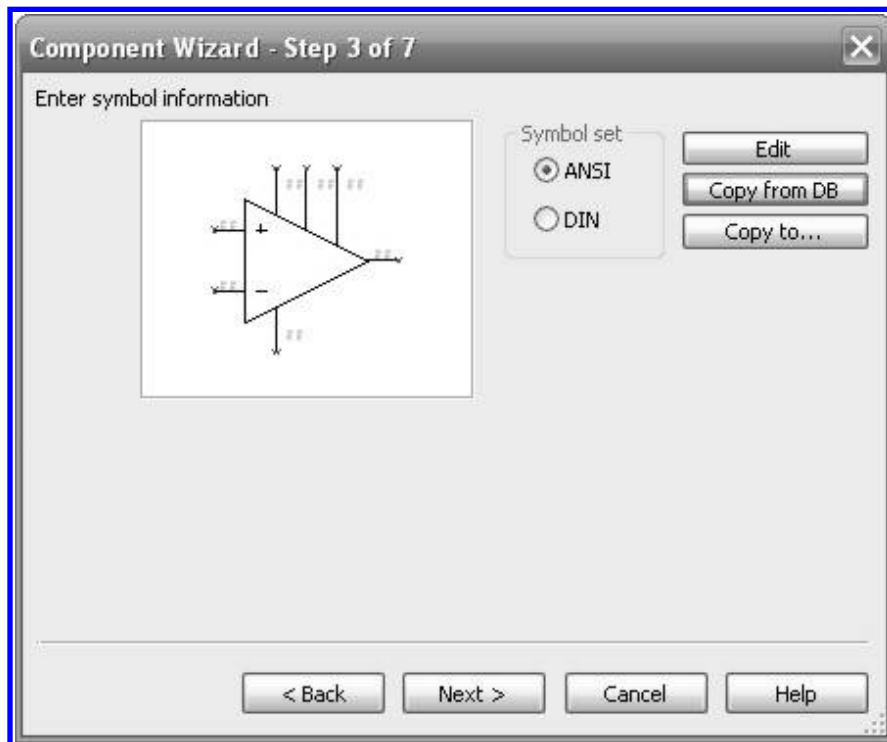 Component Wizard - Step 3 of 7
Enter symbol information
Symbol set
ANSI
DIN
Edit
Copy from DB
Copy to...
+
−
< Back
Next >
Cancel
Help